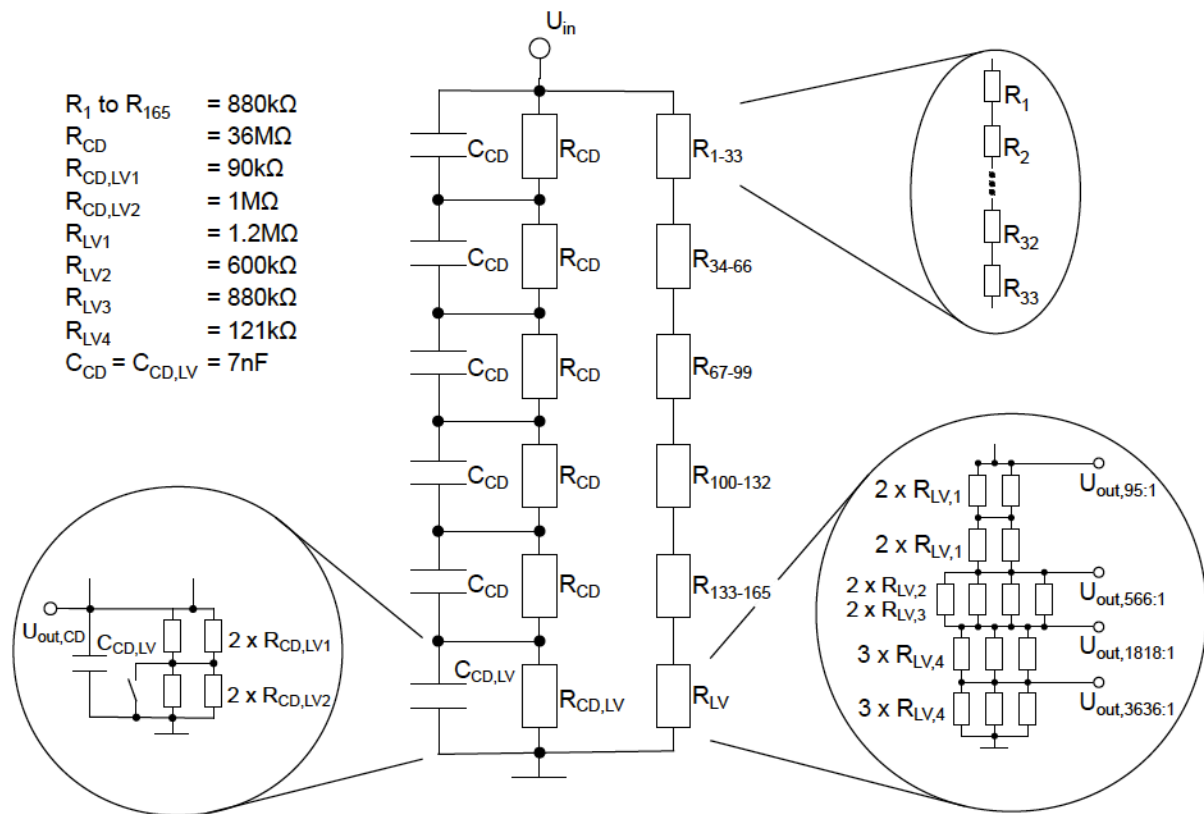 U_in
R_1 to R_165 = 880kΩ
R_CD = 36MΩ
R_CD,LV1 = 90kΩ
R_CD,LV2 = 1MΩ
R_LV1 = 1.2MΩ
R_LV2 = 600kΩ
R_LV3 = 880kΩ
R_LV4 = 121kΩ
C_CD = C_CD,LV = 7nF
C_CD R_CD R_1-33
C_CD R_CD R_34-66
C_CD R_CD R_67-99
C_CD R_CD R_100-132
C_CD R_CD R_133-165
C_CD,LV R_CD,LV R_LV
R_1
R_2
R_32
R_33
U_out,CD
C_CD,LV
2 x R_CD,LV1
2 x R_CD,LV2
2 x R_LV,1 U_out,95:1
2 x R_LV,1
2 x R_LV,2 U_out,566:1
2 x R_LV,3
U_out,1818:1
3 x R_LV,4
3 x R_LV,4 U_out,3636:1